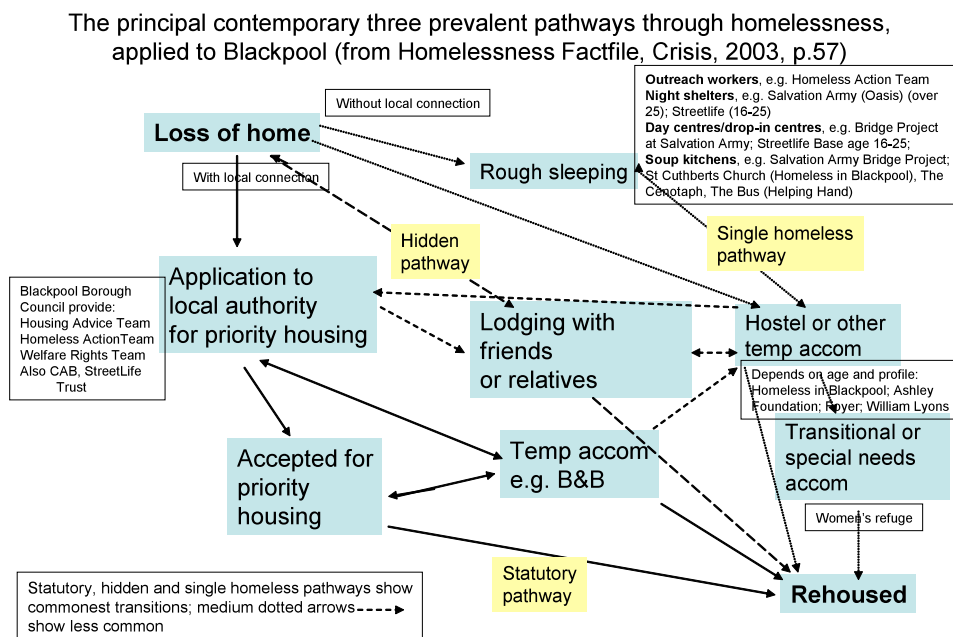 The principal contemporary three prevalent pathways through homelessness,
applied to Blackpool (from Homelessness Factfile, Crisis, 2003, p.57)
Outreach workers, e.g. Homeless Action Team
Night shelters, e.g. Salvation Army (Oasis) (over
25); Streetlife (16-25)
Day centres/drop-in centres, e.g. Bridge Project
at Salvation Army; Streetlife Base age 16-25;
Soup kitchens, e.g. Salvation Army Bridge Project;
St Cuthberts Church (Homeless in Blackpool), The
Cenotaph, The Bus (Helping Hand)
Without local connection
Loss of home
With local connection
Rough sleeping
Hidden
pathway
Single homeless
pathway
Blackpool Borough
Council provide:
Housing Advice Team
Homeless ActionTeam
Welfare Rights Team
Also CAB, StreetLife
Trust
Application to
local authority
for priority housing
Lodging with
friends
or relatives
Hostel or other
temp accom
Depends on age and profile:
Homeless in Blackpool; Ashley
Foundation; Royer; William Lyons
Transitional or
special needs
accom
Accepted for
priority
housing
Temp accom
e.g. B&B
Women's refuge
Statutory
pathway
Rehoused
Statutory, hidden and single homeless pathways show
commonest transitions; medium dotted arrows
show less common